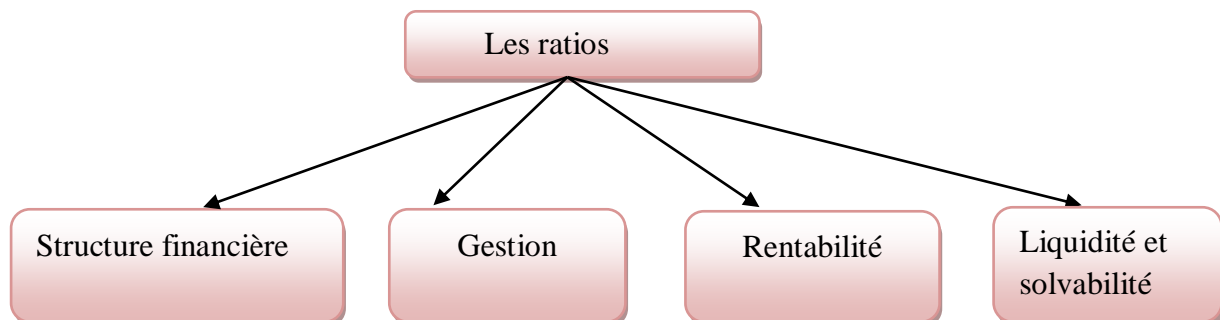 Les ratios
Structure financière
Gestion
Rentabilité
Liquidité et
solvabilité